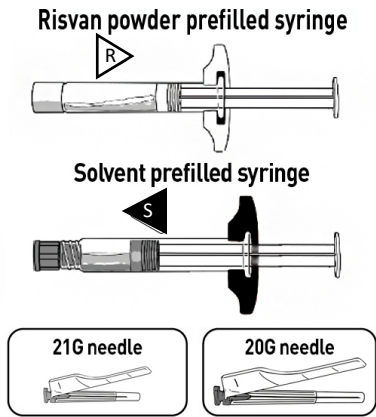 Risvan powder prefilled syringe
R
Solvent prefilled syringe
S
21G needle
20G needle